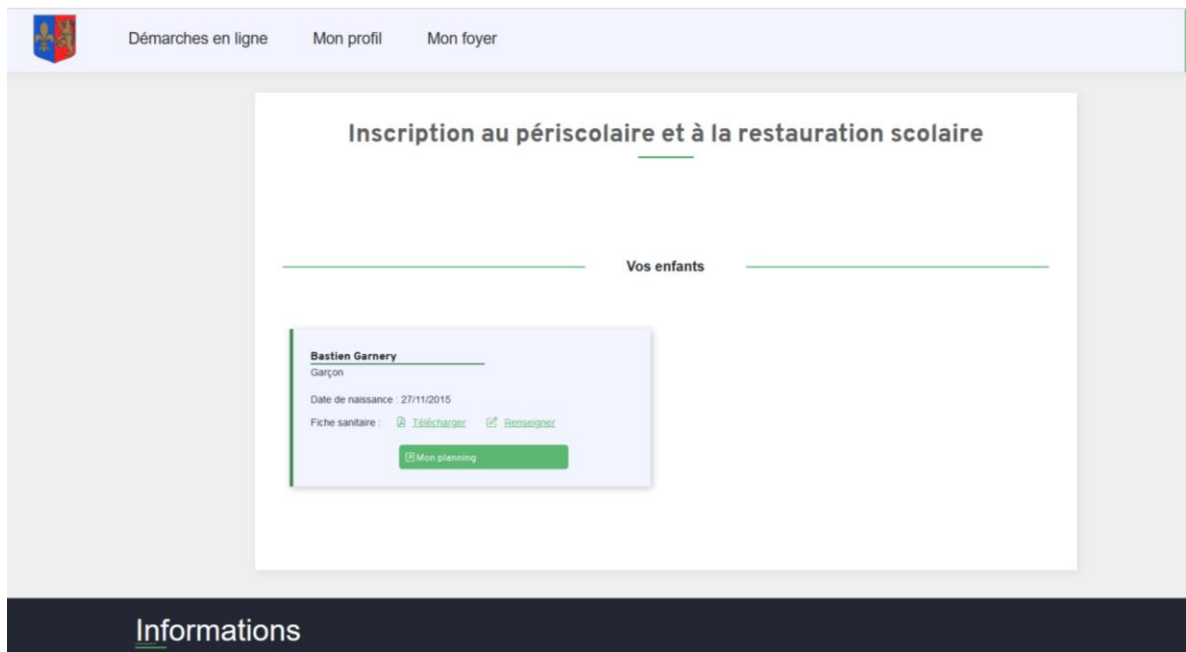 Démarches en ligne Mon profil Mon foyer
Inscription au périscolaire et à la restauration scolaire
Vos enfants
Bastien Garnery
Garçon
Date de naissance : 27/11/2015
Fiche sanitaire : Télécharger Renseigner
Mon planning
Informations